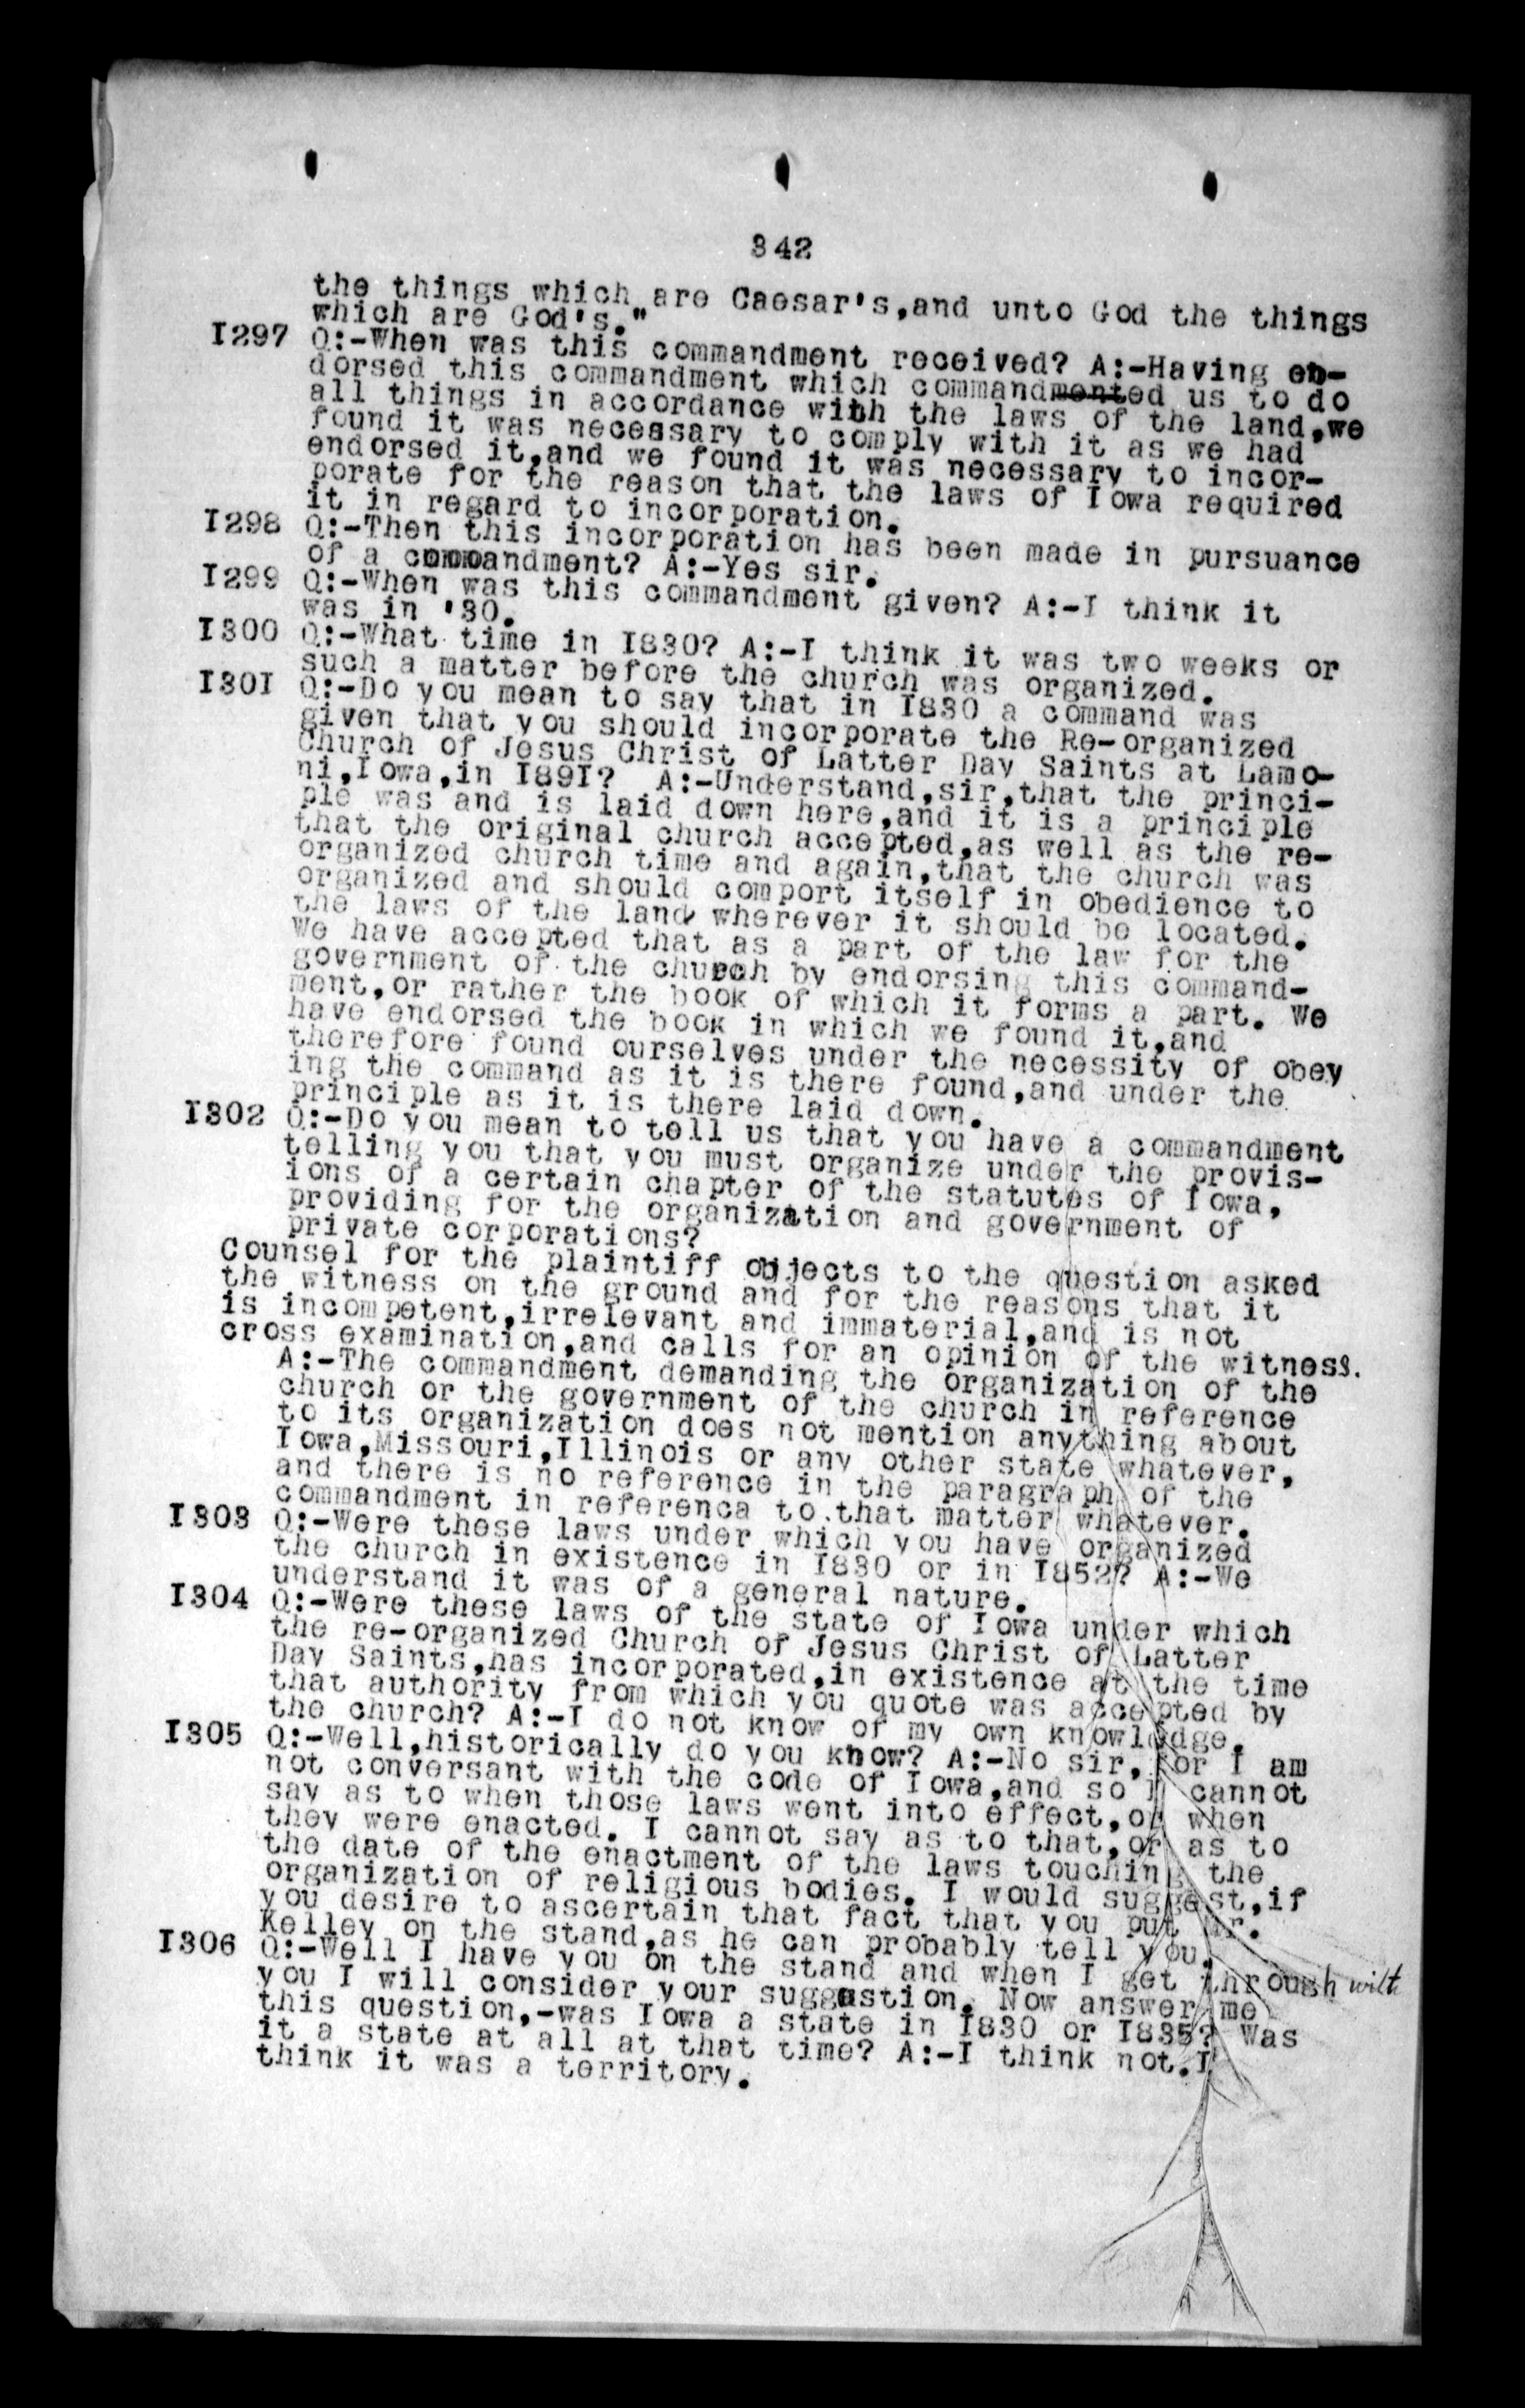 342
the things which are Caesar's,and unto God the things
which are God's."
I297 Q:-When was this commandment received? A:-Having en-
dorsed this commandment which commandmented us to do
all things in accordance with the laws of the land,we
found it was necessary to comply with it as we had
endorsed it,and we found it was necessary to incor-
porate for the reason that the laws of Iowa required
it in regard to incorporation.
I298 Q:-Then this incorporation has been made in pursuance
of a commandment? A:-Yes sir.
I299 Q:-When was this commandment given? A:-I think it
was in '30.
I300 Q:-What time in I830? A:-I think it was two weeks or
such a matter before the church was organized.
I301 Q:-Do you mean to say that in I830 a command was
given that you should incorporate the Re-organized
Church of Jesus Christ of Latter Day Saints at Lamo-
ni,Iowa,in I891? A:-Understand,sir,that the princi-
ple was and is laid down here,and it is a principle
that the original church accepted,as well as the re-
organized church time and again,that the church was
organized and should comport itself in obedience to
the laws of the land wherever it should be located.
We have accepted that as a part of the law for the
government of the church by endorsing this command-
ment,or rather the book of which it forms a part. We
have endorsed the book in which we found it,and
therefore found ourselves under the necessity of obey
ing the command as it is there found,and under the
principle as it is there laid down.
I302 Q:-Do you mean to tell us that you have a commandment
telling you that you must organize under the provis-
ions of a certain chapter of the statutes of Iowa,
providing for the organization and government of
private corporations?
Counsel for the plaintiff objects to the question asked
the witness on the ground and for the reasons that it
is incompetent,irrelevant and immaterial,and is not
cross examination,and calls for an opinion of the witness.
A:-The commandment demanding the organization of the
church or the government of the church in reference
to its organization does not mention anything about
Iowa,Missouri,Illinois or any other state whatever,
and there is no reference in the paragraph of the
commandment in referenca to that matter whatever.
I303 Q:-Were these laws under which you have organized
the church in existence in I830 or in I852? A:-We
understand it was of a general nature.
I304 Q:-Were these laws of the state of Iowa under which
the re-organized Church of Jesus Christ of Latter
Day Saints,has incorporated,in existence at the time
that authority from which you quote was accepted by
the church? A:-I do not know of my own knowledge.
I305 Q:-Well,historically do you know? A:-No sir, for I am
not conversant with the code of Iowa,and so I cannot
say as to when those laws went into effect,or when
they were enacted. I cannot say as to that,or as to
the date of the enactment of the laws touching the
organization of religious bodies. I would suggest,if
you desire to ascertain that fact that you put Mr.
Kelley on the stand,as he can probably tell you.
I306 Q:-Well I have you on the stand and when I get through with
you I will consider your suggestion. Now answer me
this question,-was Iowa a state in I830 or I835? Was
it a state at all at that time? A:-I think not.I
think it was a territory.